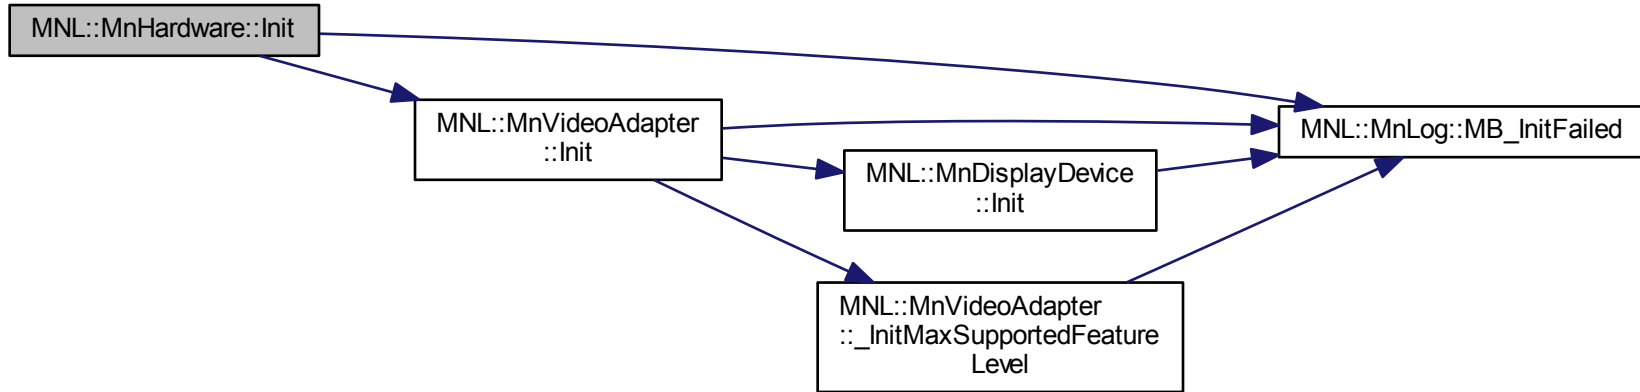 MNL::MnHardware::Init
MNL::MnVideoAdapter
::Init
MNL::MnLog::MB_InitFailed
MNL::MnDisplayDevice
::Init
MNL::MnVideoAdapter
::_InitMaxSupportedFeature
Level